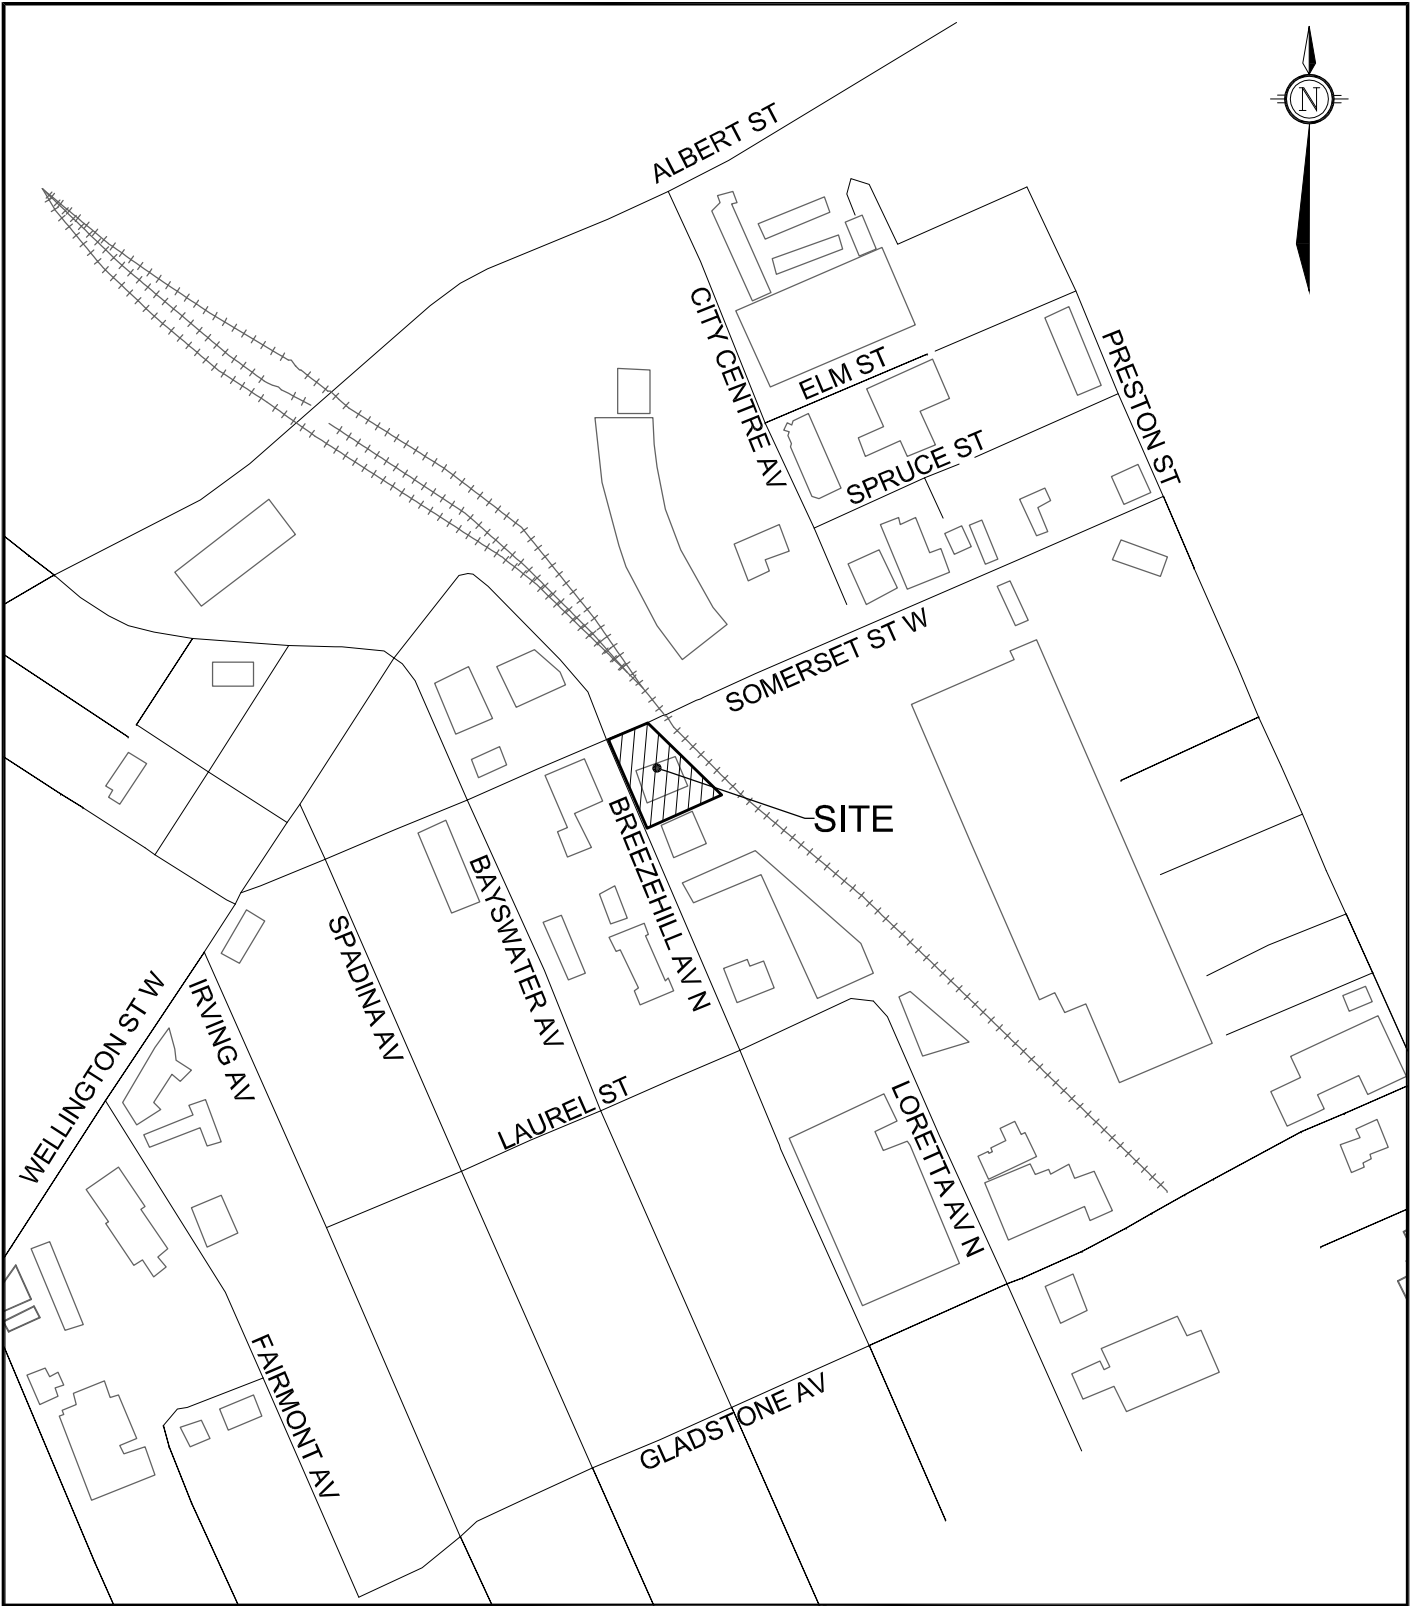 N
ALBERT ST
CITY CENTRE AV
ELM ST
PRESTON ST
SPRUCE ST
SOMERSET ST W
SITE
BREEZEHILL AV N
BAYSWATER AV
SPADINA AV
IRVING AV
WELLINGTON ST W
LAUREL ST
LORETTA AV N
FAIRMONT AV
GLADSTONE AV